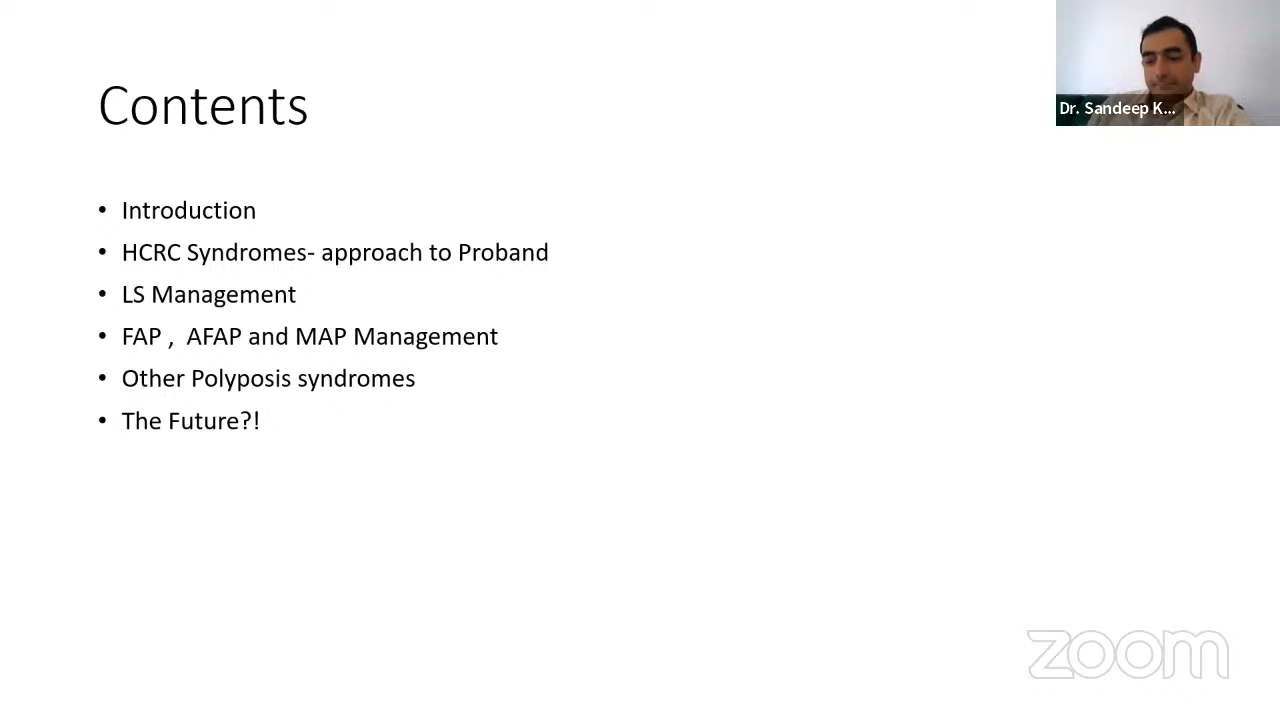 Contents
Dr. Sandeep K...
• Introduction
• HCRC Syndromes- approach to Proband
• LS Management
• FAP , AFAP and MAP Management
• Other Polyposis syndromes
• The Future?!
zoom